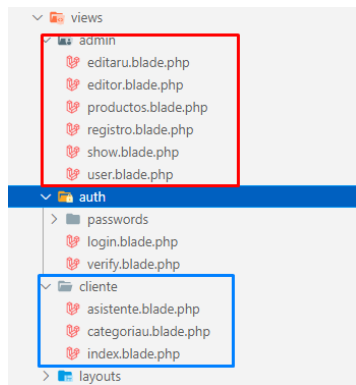 views
admin
editaru.blade.php
editor.blade.php
productos.blade.php
registro.blade.php
show.blade.php
user.blade.php
auth
passwords
login.blade.php
verify.blade.php
cliente
asistente.blade.php
categoriau.blade.php
index.blade.php
layouts